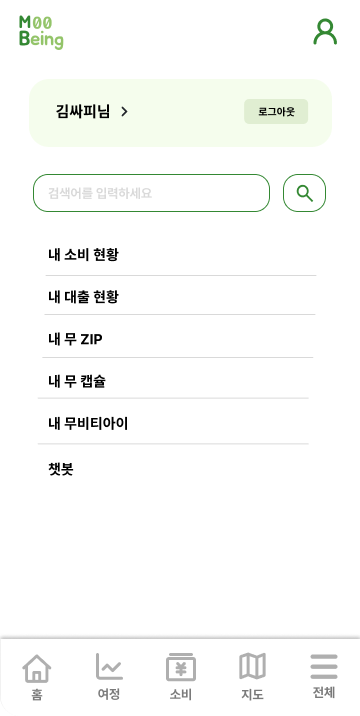 M00
Being
김싸피님
로그아웃
검색어를 입력하세요
내 소비 현황
내 대출 현황
내 무 ZIP
내 무 캡슐
내 무비티아이
챗봇
홈
여정
소비
지도
전체